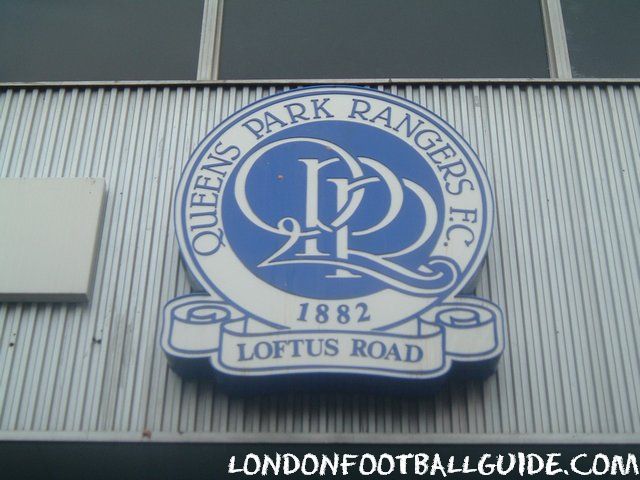 QUEENS PARK RANGERS F.C.
QPR
1882
LOFTUS ROAD
LONDONFOOTBALLGUIDE.COM